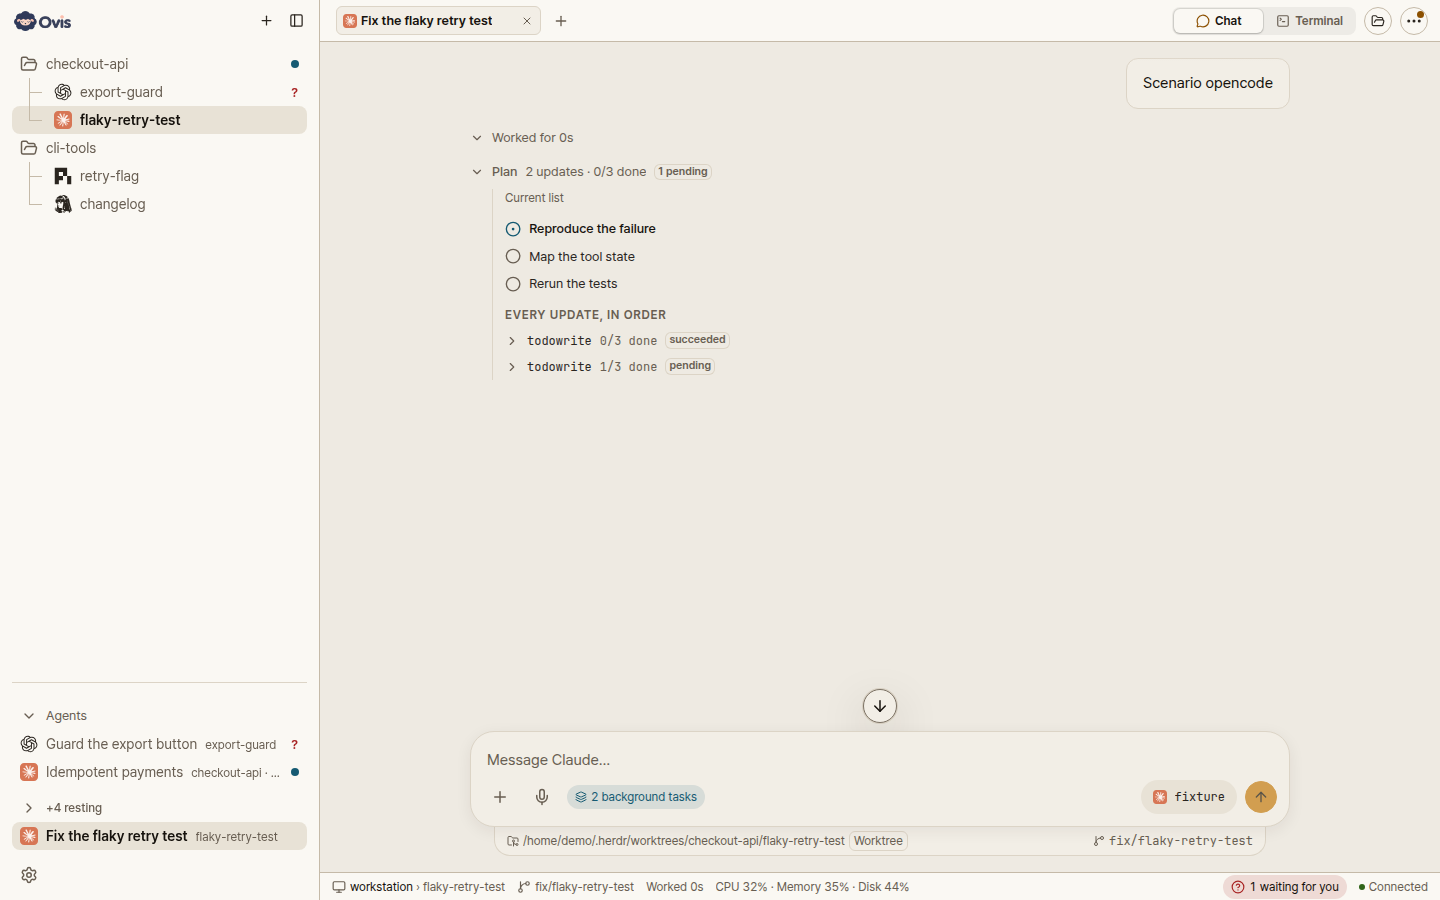 Ovis
checkout-api
export-guard ?
flaky-retry-test
cli-tools
retry-flag
changelog
Agents
Guard the export button export-guard ?
Idempotent payments checkout-api · ...
+4 resting
Fix the flaky retry test flaky-retry-test
Fix the flaky retry test
Chat
Terminal
Scenario opencode
Worked for 0s
Plan 2 updates · 0/3 done 1 pending
Current list
Reproduce the failure
Map the tool state
Rerun the tests
EVERY UPDATE, IN ORDER
todowrite 0/3 done succeeded
todowrite 1/3 done pending
Message Claude...
2 background tasks
fixture
/home/demo/.herdr/worktrees/checkout-api/flaky-retry-test Worktree
fix/flaky-retry-test
workstation › flaky-retry-test fix/flaky-retry-test Worked 0s CPU 32% · Memory 35% · Disk 44%
1 waiting for you
Connected